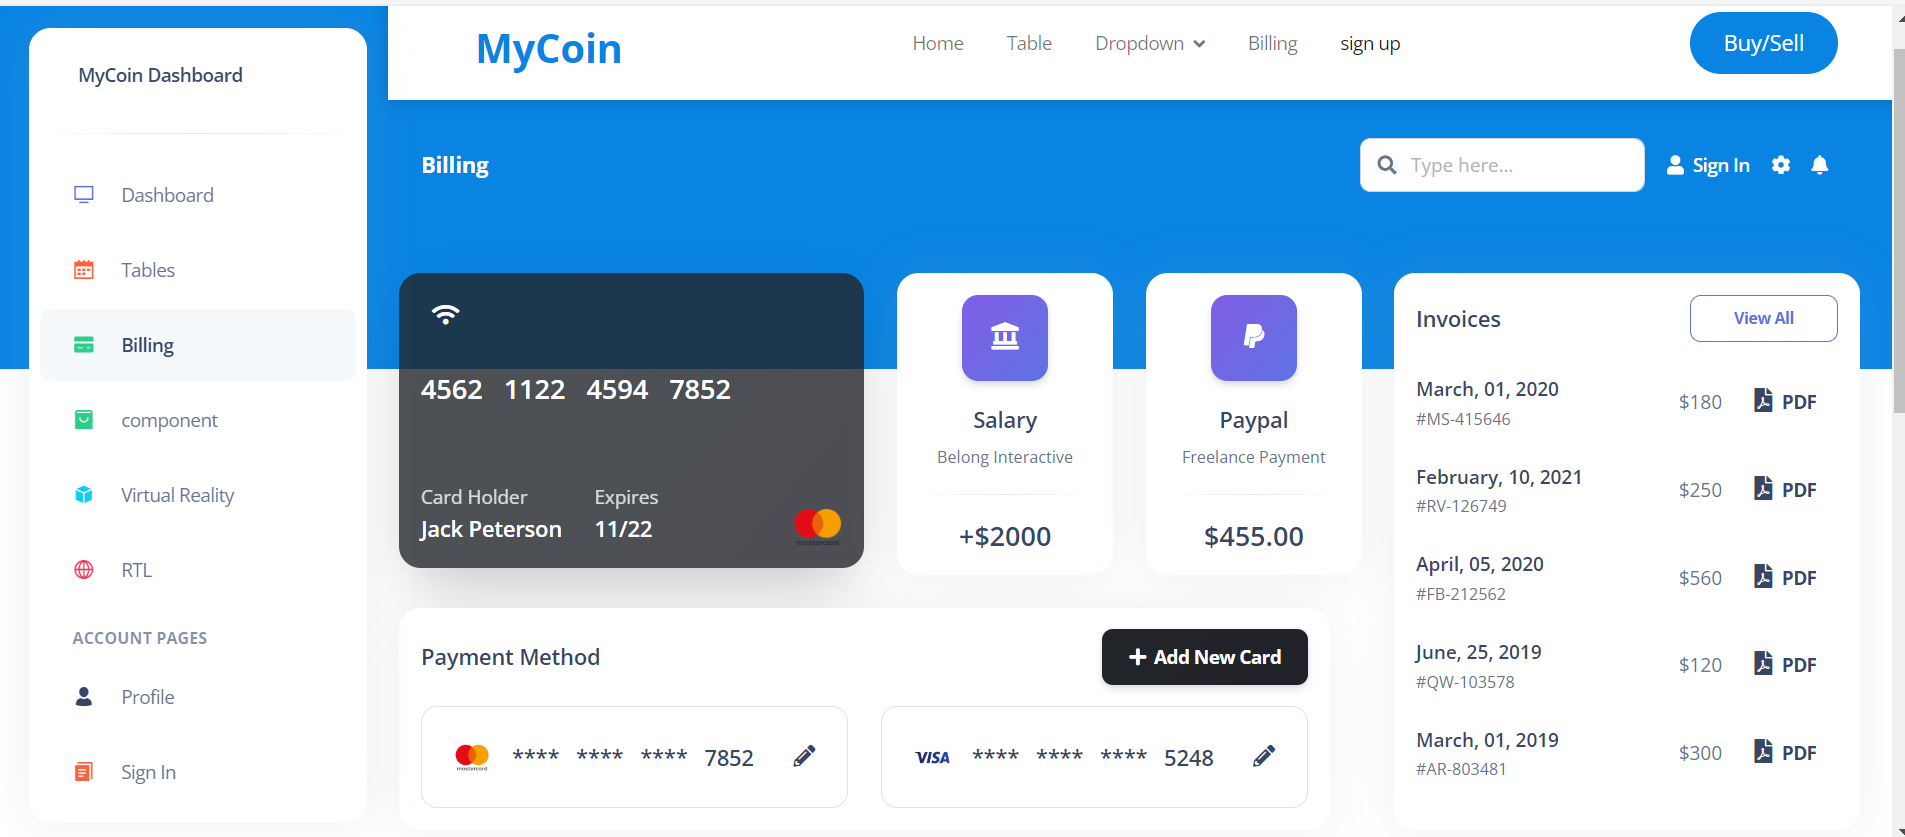 MyCoin Dashboard
Dashboard
Tables
Billing
component
Virtual Reality
RTL
ACCOUNT PAGES
Profile
Sign In
MyCoin
Home Table Dropdown Billing sign up
Buy/Sell
Billing
Type here...
Sign In
4562 1122 4594 7852
Card Holder Expires
Jack Peterson 11/22
mastercard
Salary
Belong Interactive
+$2000
Paypal
Freelance Payment
$455.00
Invoices
View All
March, 01, 2020
#MS-415646
$180 PDF
February, 10, 2021
#RV-126749
$250 PDF
April, 05, 2020
#FB-212562
$560 PDF
June, 25, 2019
#QW-103578
$120 PDF
March, 01, 2019
#AR-803481
$300 PDF
Payment Method
+ Add New Card
mastercard **** **** **** 7852
VISA **** **** **** 5248